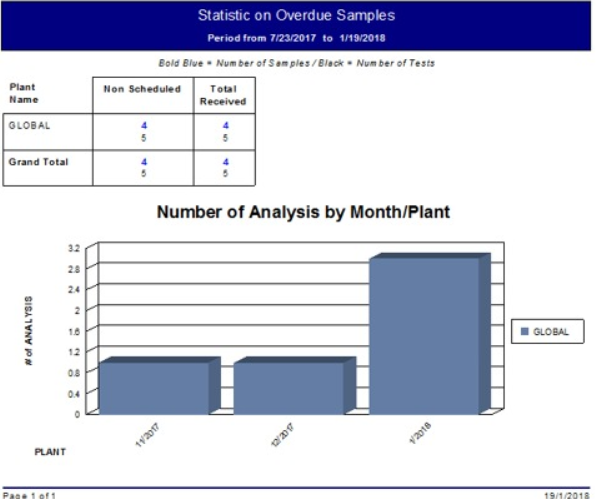 Statistic on Overdue Samples
Period from 7/23/2017 to 1/19/2018
Bold Blue = Number of Samples / Black = Number of Tests
Plant Name Non Scheduled Total Received
GLOBAL 4 4
5 5
Grand Total 4 4
5 5
Number of Analysis by Month/Plant
3.2
2.8
2.4
2
1.6
1.2
0.8
0.4
0
# of ANALYSIS
GLOBAL
11/2017 12/2017 1/2018
PLANT
Page 1 of 1 19/1/2018